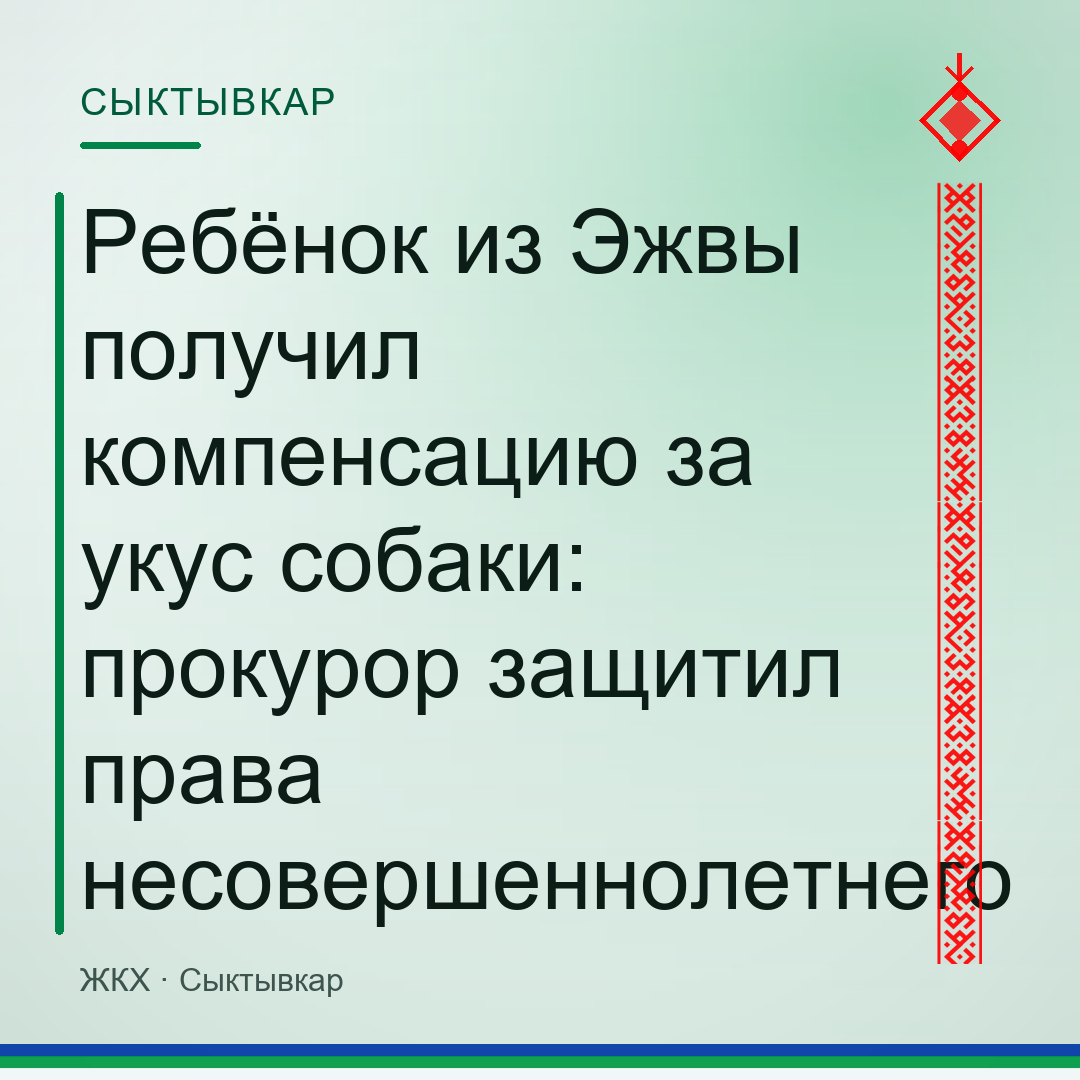 СЫКТЫВКАР
Ребёнок из Эжвы
получил
компенсацию за
укус собаки:
прокурор защитил
права
несовершеннолетнего
ЖКХ · Сыктывкар